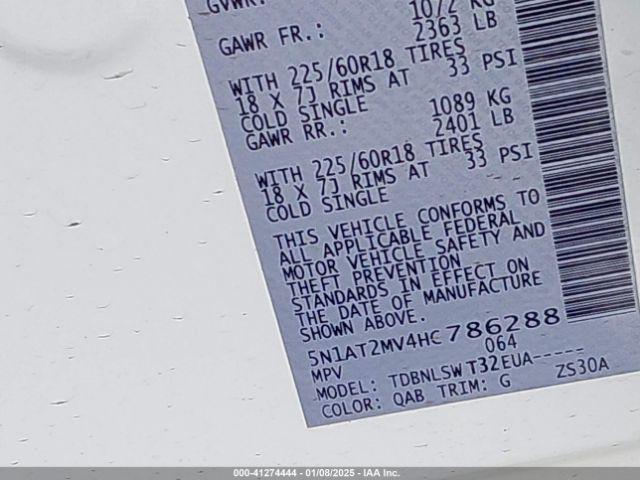 GVWR:
1072 KG
GAWR FR.: 2363 LB
WITH 225/60R18 TIRES
18 X 7J RIMS AT 33 PSI
COLD SINGLE
1089 KG
GAWR RR.: 2401 LB
WITH 225/60R18 TIRES
18 X 7J RIMS AT 33 PSI
COLD SINGLE
THIS VEHICLE CONFORMS TO
ALL APPLICABLE FEDERAL
MOTOR VEHICLE SAFETY AND
THEFT PREVENTION
STANDARDS IN EFFECT ON
THE DATE OF MANUFACTURE
SHOWN ABOVE.
5N1AT2MV4HC786288
MPV 064
MODEL: TDBNLSWT32EUA-----
COLOR: QAB TRIM: G ZS30A
000-41274444 - 01/08/2025 - IAA Inc.